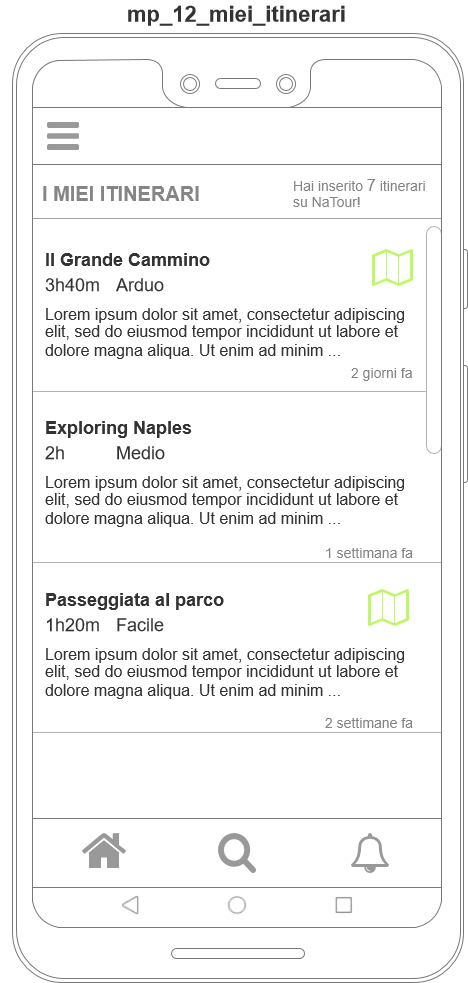 mp_12_miei_itinerari
I MIEI ITINERARI
Hai inserito 7 itinerari
su NaTour!
Il Grande Cammino
3h40m Arduo
Lorem ipsum dolor sit amet, consectetur adipiscing
elit, sed do eiusmod tempor incididunt ut labore et
dolore magna aliqua. Ut enim ad minim ...
2 giorni fa
Exploring Naples
2h Medio
Lorem ipsum dolor sit amet, consectetur adipiscing
elit, sed do eiusmod tempor incididunt ut labore et
dolore magna aliqua. Ut enim ad minim ...
1 settimana fa
Passeggiata al parco
1h20m Facile
Lorem ipsum dolor sit amet, consectetur adipiscing
elit, sed do eiusmod tempor incididunt ut labore et
dolore magna aliqua. Ut enim ad minim ...
2 settimane fa